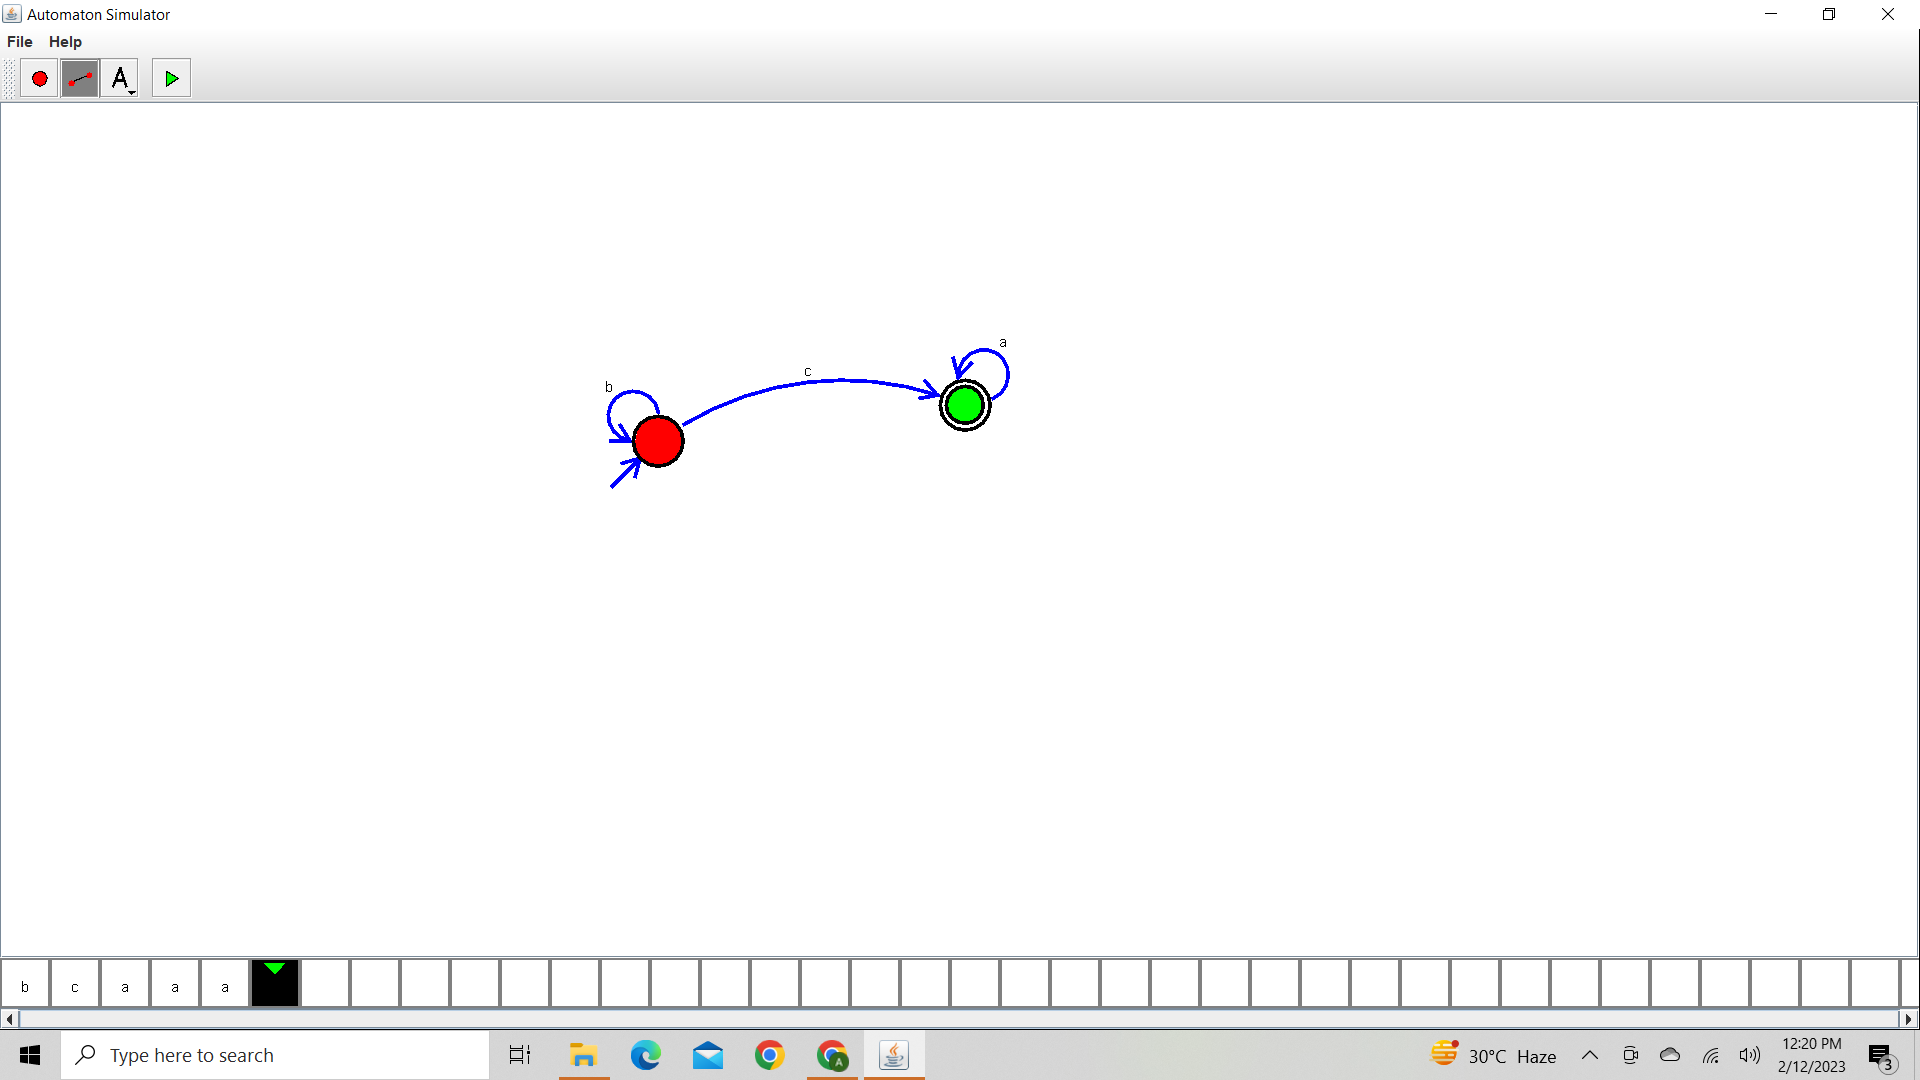 Automaton Simulator
File Help
A
a
c
b
b c a a a
Type here to search
A
30°C Haze
12:20 PM
2/12/2023
3